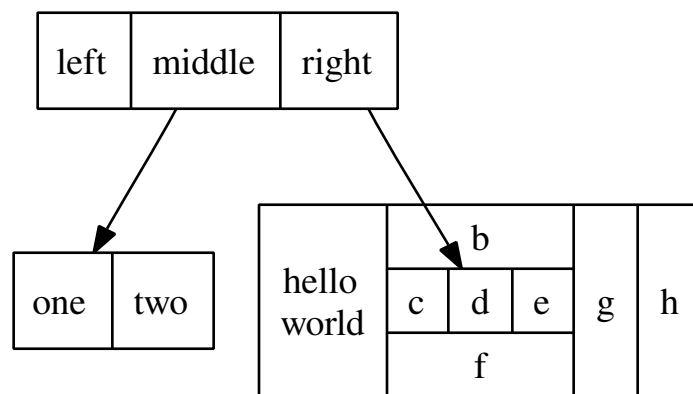 left middle right
one two
hello
world
b
c d e
f
g
h